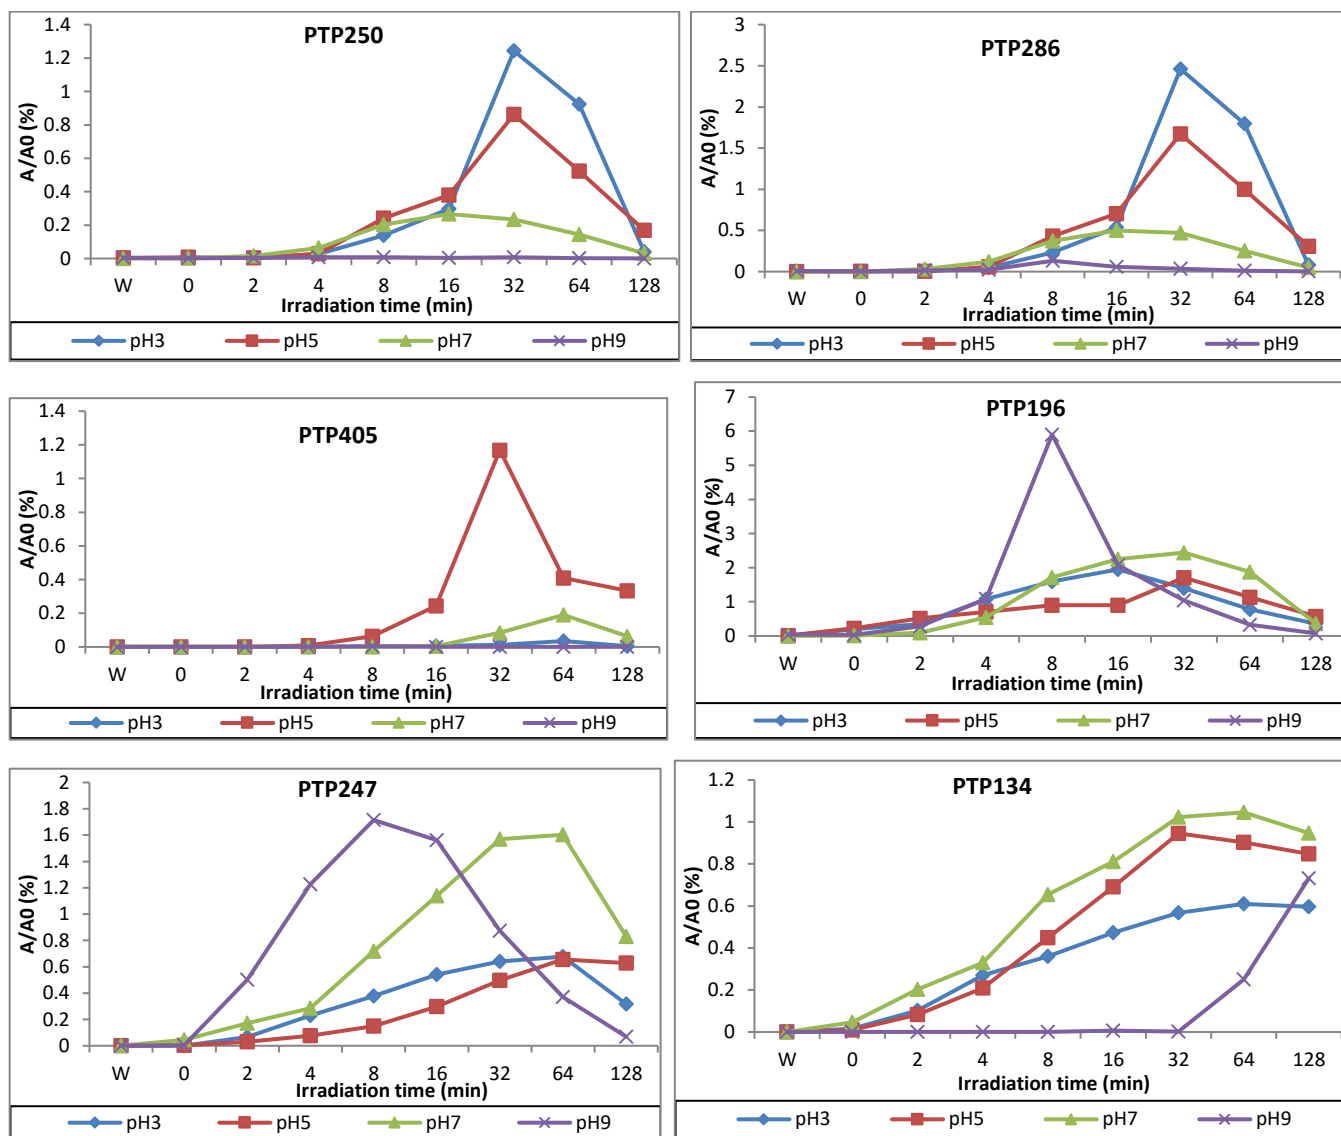 PTP250
1.4
1.2
1
0.8
0.6
0.4
0.2
0
A/A0 (%)
W 0 2 4 8 16 32 64 128
Irradiation time (min)
pH3 pH5 pH7 pH9
PTP286
3
2.5
2
1.5
1
0.5
0
A/A0 (%)
W 0 2 4 8 16 32 64 128
Irradiation time (min)
pH3 pH5 pH7 pH9
PTP405
1.4
1.2
1
0.8
0.6
0.4
0.2
0
A/A0 (%)
W 0 2 4 8 16 32 64 128
Irradiation time (min)
pH3 pH5 pH7 pH9
PTP196
7
6
5
4
3
2
1
0
A/A0 (%)
W 0 2 4 8 16 32 64 128
Irradiation time (min)
pH3 pH5 pH7 pH9
PTP247
2
1.8
1.6
1.4
1.2
1
0.8
0.6
0.4
0.2
0
A/A0 (%)
W 0 2 4 8 16 32 64 128
Irradiation time (min)
pH3 pH5 pH7 pH9
PTP134
1.2
1
0.8
0.6
0.4
0.2
0
A/A0 (%)
W 0 2 4 8 16 32 64 128
Irradiation time (min)
pH3 pH5 pH7 pH9